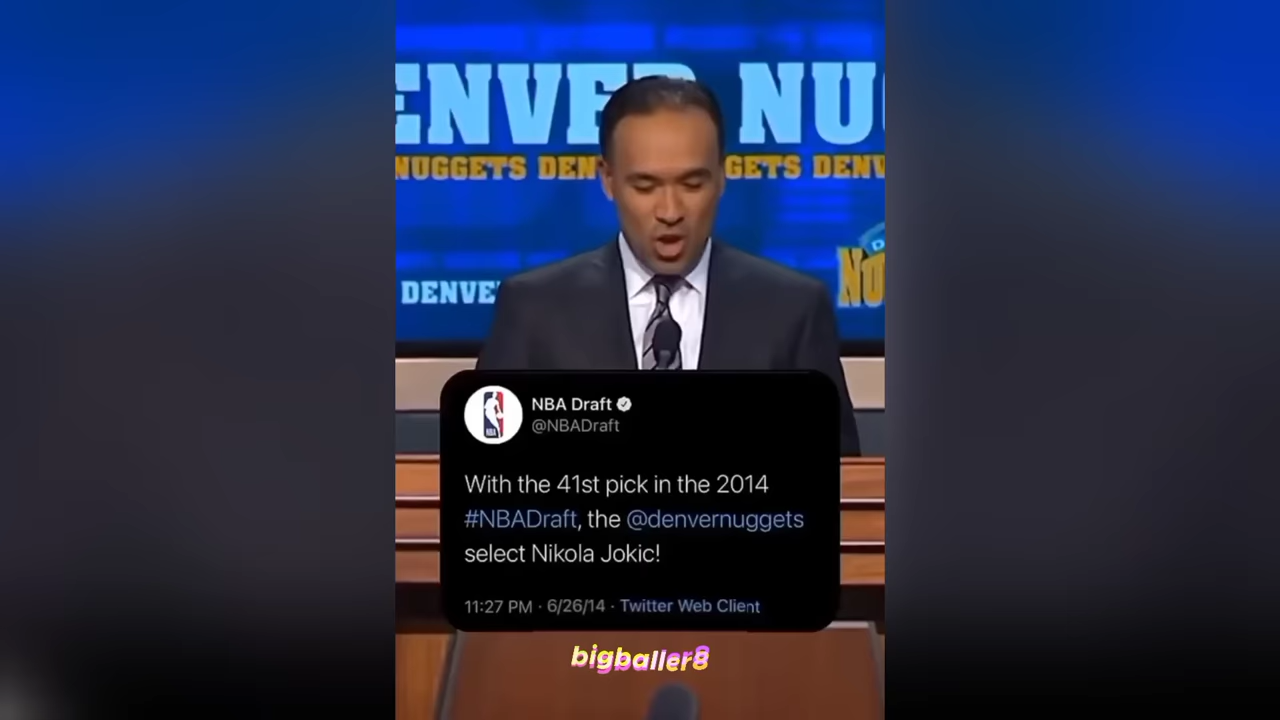 ENVER NU
NUGGETS DEN GETS DENV
DENVE
NU
NBA Draft
@NBADraft
With the 41st pick in the 2014
#NBADraft, the @denvernuggets
select Nikola Jokic!
11:27 PM · 6/26/14 · Twitter Web Client
bigballer8